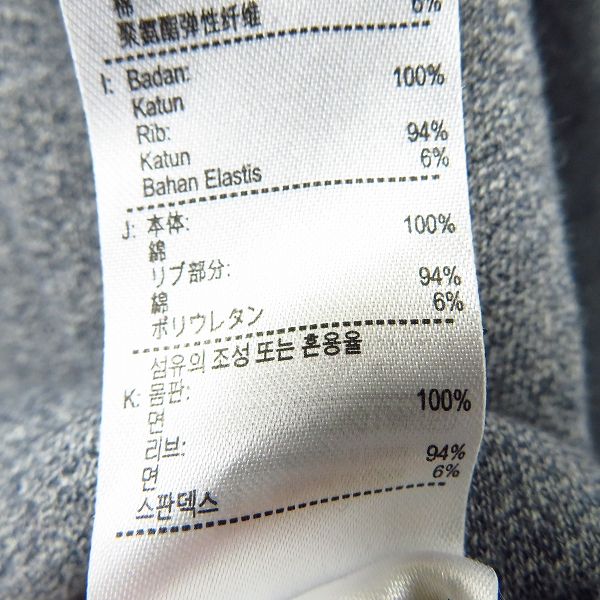 棉 6%
聚氨酯弹性纤维
I: Badan: 100%
Katun
Rib: 94%
Katun 6%
Bahan Elastis
J: 本体: 100%
綿
リブ部分: 94%
綿 6%
ポリウレタン
섬유의 조성 또는 혼용율
K: 몸판: 100%
면
리브: 94%
면 6%
스판덱스